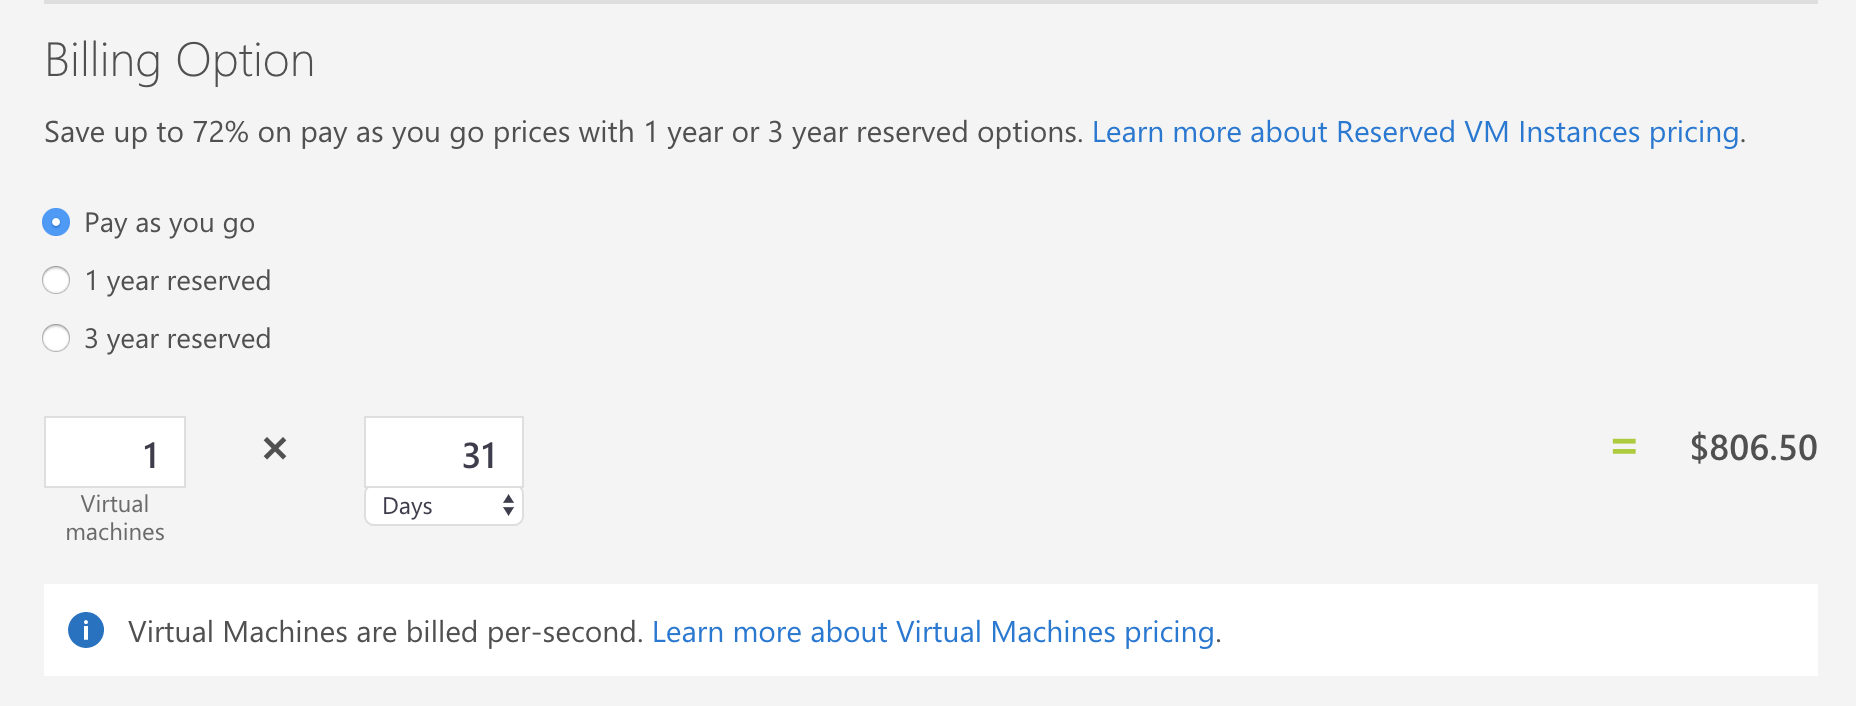 Billing Option
Save up to 72% on pay as you go prices with 1 year or 3 year reserved options. Learn more about Reserved VM Instances pricing.
Pay as you go
1 year reserved
3 year reserved
1 × 31 = $806.50
Days
Virtual
machines
i Virtual Machines are billed per-second. Learn more about Virtual Machines pricing.